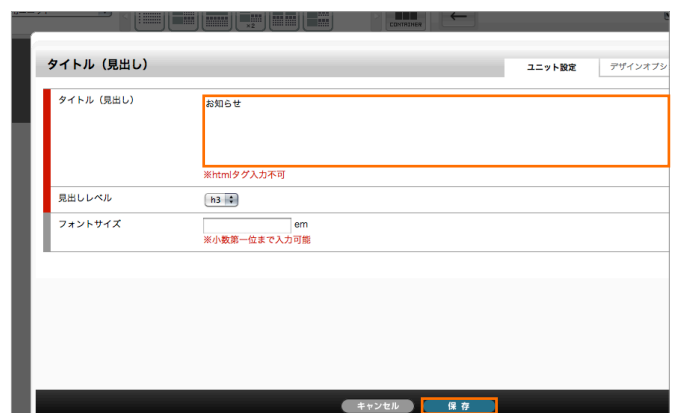 ×2
CONTAINER
タイトル（見出し）
ユニット設定
デザインオプシ
タイトル（見出し）
お知らせ
※htmlタグ入力不可
見出しレベル
h3
フォントサイズ
em
※小数第一位まで入力可能
キャンセル
保 存